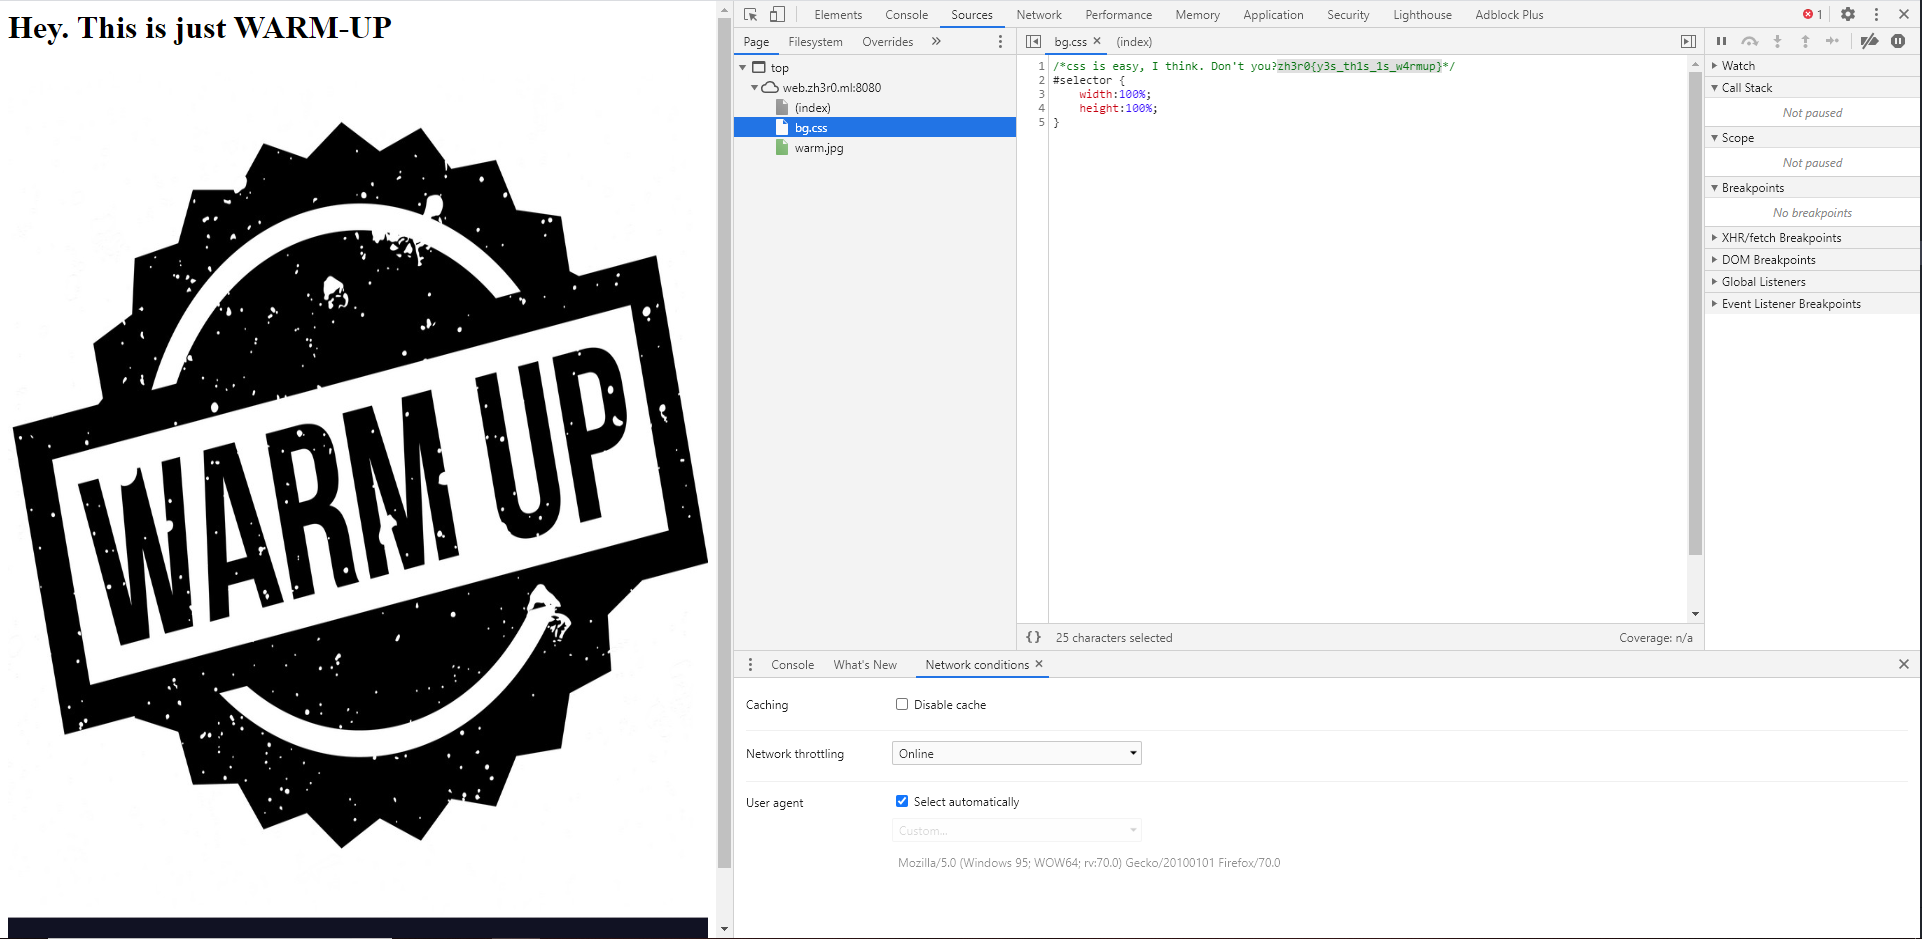 Hey. This is just WARM-UP
WARM UP
Elements Console Sources Network Performance Memory Application Security Lighthouse Adblock Plus 1
Page Filesystem Overrides »
top
web.zh3r0.ml:8080
(index)
bg.css
warm.jpg
bg.css (index)
1 /*css is easy, I think. Don't you?zh3r0{y3s_th1s_1s_w4rmup}*/
2 #selector {
3 width:100%;
4 height:100%;
5 }
{ } 25 characters selected Coverage: n/a
Watch
Call Stack
Not paused
Scope
Not paused
Breakpoints
No breakpoints
XHR/fetch Breakpoints
DOM Breakpoints
Global Listeners
Event Listener Breakpoints
Console What's New Network conditions
Caching Disable cache
Network throttling Online
User agent Select automatically
Custom...
Mozilla/5.0 (Windows 95; WOW64; rv:70.0) Gecko/20100101 Firefox/70.0